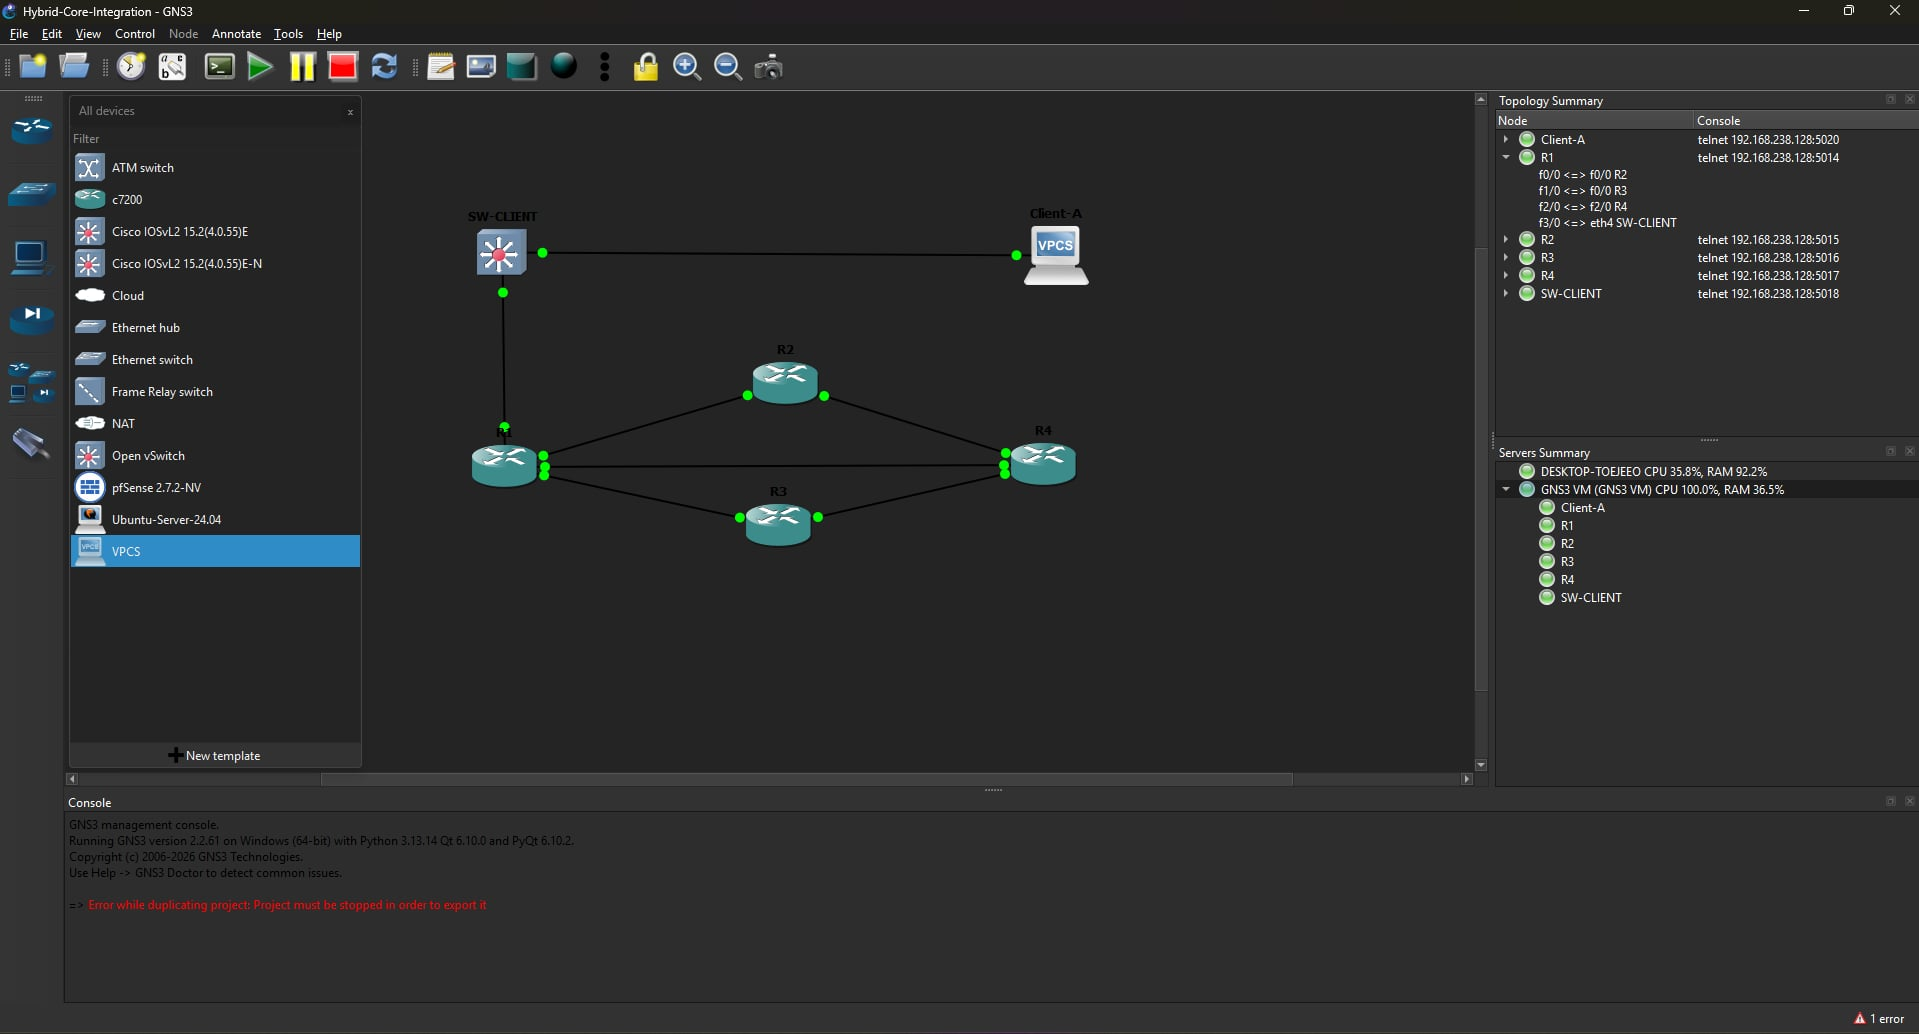 Hybrid-Core-Integration - GNS3
File Edit View Control Node Annotate Tools Help
All devices
x
Filter
ATM switch
c7200
Cisco IOSvL2 15.2(4.0.55)E
Cisco IOSvL2 15.2(4.0.55)E-N
Cloud
Ethernet hub
Ethernet switch
Frame Relay switch
NAT
Open vSwitch
pfSense 2.7.2-NV
Ubuntu-Server-24.04
VPCS
New template
SW-CLIENT
Client-A
VPCS
R2
R1
R4
R3
Topology Summary
Node Console
Client-A telnet 192.168.238.128:5020
R1 telnet 192.168.238.128:5014
f0/0 <=> f0/0 R2
f1/0 <=> f0/0 R3
f2/0 <=> f2/0 R4
f3/0 <=> eth4 SW-CLIENT
R2 telnet 192.168.238.128:5015
R3 telnet 192.168.238.128:5016
R4 telnet 192.168.238.128:5017
SW-CLIENT telnet 192.168.238.128:5018
Servers Summary
DESKTOP-TOEJEEO CPU 35.8%, RAM 92.2%
GNS3 VM (GNS3 VM) CPU 100.0%, RAM 36.5%
Client-A
R1
R2
R3
R4
SW-CLIENT
Console
GNS3 management console.
Running GNS3 version 2.2.61 on Windows (64-bit) with Python 3.13.14 Qt 6.10.0 and PyQt 6.10.2.
Copyright (c) 2006-2026 GNS3 Technologies.
Use Help -> GNS3 Doctor to detect common issues.
=> Error while duplicating project: Project must be stopped in order to export it
1 error